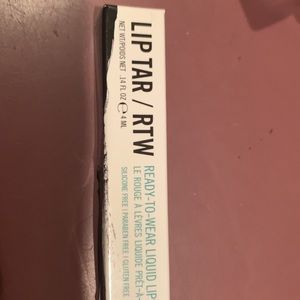 LIP TAR / RTW
NET WT/POIDS NET .14 FL OZ ℮ 4 ML
READY-TO-WEAR LIQUID LIP
LE ROUGE À LÈVRES LIQUIDE PRÊT-À-
SILICONE FREE | PARABEN FREE | GLUTEN FREE